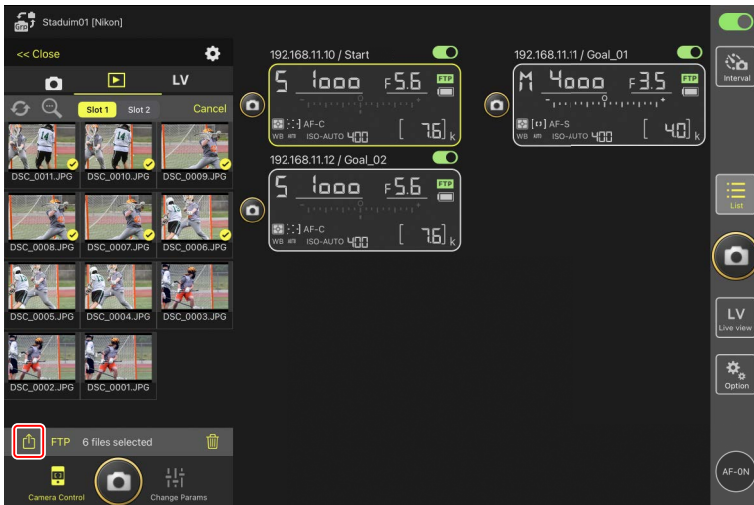 Grp Staduim01 [Nikon]
<< Close
LV
Slot 1 Slot 2 Cancel
DSC_0011.JPG DSC_0010.JPG DSC_0009.JPG
DSC_0008.JPG DSC_0007.JPG DSC_0006.JPG
DSC_0005.JPG DSC_0004.JPG DSC_0003.JPG
DSC_0002.JPG DSC_0001.JPG
FTP 6 files selected
Camera Control Change Params
192.168.11.10 / Start
S 1000 F5.6 FTP
AF-C
WB ISO-AUTO 400 [ 7.6] k
192.168.11.11 / Goal_01
M 4000 F3.5 FTP
AF-S
WB ISO-AUTO 400 [ 4.0] k
192.168.11.12 / Goal_02
S 1000 F5.6 FTP
AF-C
WB ISO-AUTO 400 [ 7.6] k
Interval
List
LV
Live view
Option
AF-ON